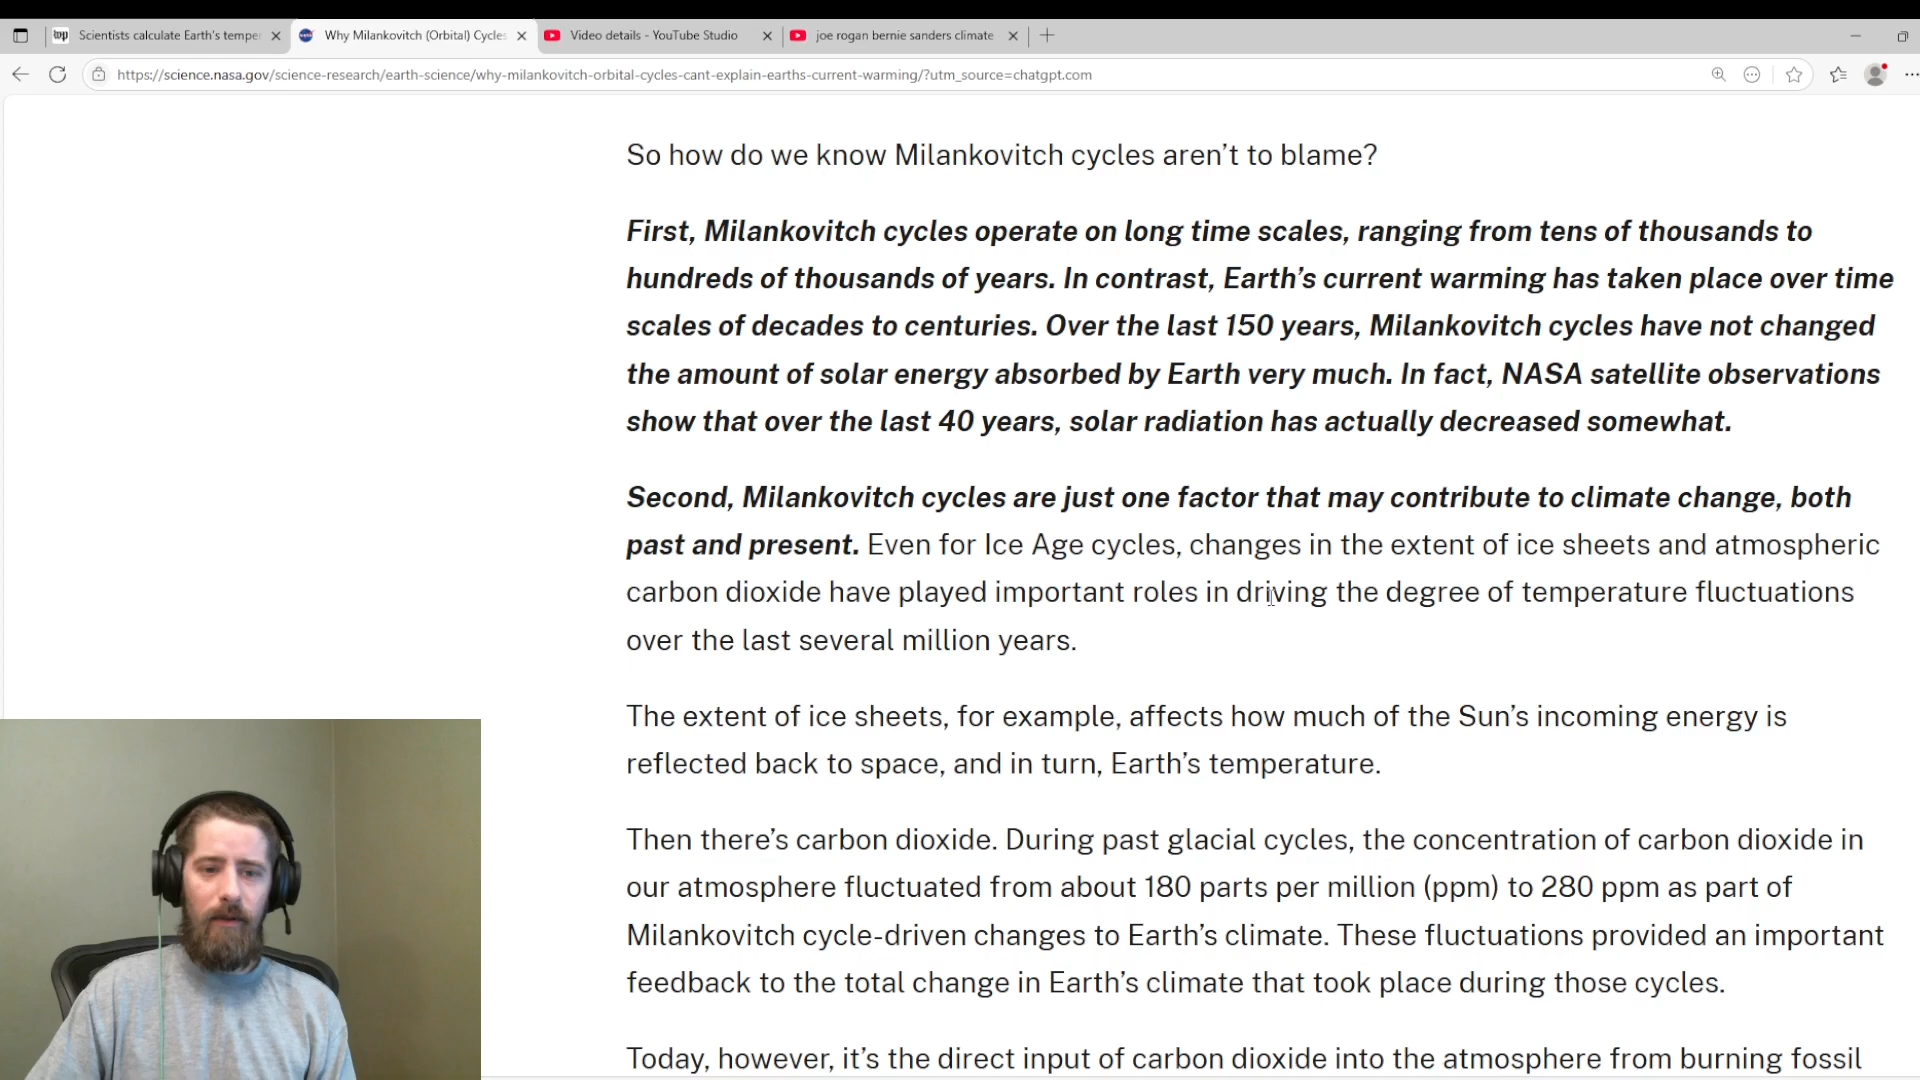 wp Scientists calculate Earth's tempe Why Milankovitch (Orbital) Cycles Video details - YouTube Studio joe rogan bernie sanders climate
https://science.nasa.gov/science-research/earth-science/why-milankovitch-orbital-cycles-cant-explain-earths-current-warming/?utm_source=chatgpt.com
So how do we know Milankovitch cycles aren’t to blame?
First, Milankovitch cycles operate on long time scales, ranging from tens of thousands to
hundreds of thousands of years. In contrast, Earth’s current warming has taken place over time
scales of decades to centuries. Over the last 150 years, Milankovitch cycles have not changed
the amount of solar energy absorbed by Earth very much. In fact, NASA satellite observations
show that over the last 40 years, solar radiation has actually decreased somewhat.
Second, Milankovitch cycles are just one factor that may contribute to climate change, both
past and present. Even for Ice Age cycles, changes in the extent of ice sheets and atmospheric
carbon dioxide have played important roles in driving the degree of temperature fluctuations
over the last several million years.
The extent of ice sheets, for example, affects how much of the Sun’s incoming energy is
reflected back to space, and in turn, Earth’s temperature.
Then there’s carbon dioxide. During past glacial cycles, the concentration of carbon dioxide in
our atmosphere fluctuated from about 180 parts per million (ppm) to 280 ppm as part of
Milankovitch cycle-driven changes to Earth’s climate. These fluctuations provided an important
feedback to the total change in Earth’s climate that took place during those cycles.
Today, however, it’s the direct input of carbon dioxide into the atmosphere from burning fossil